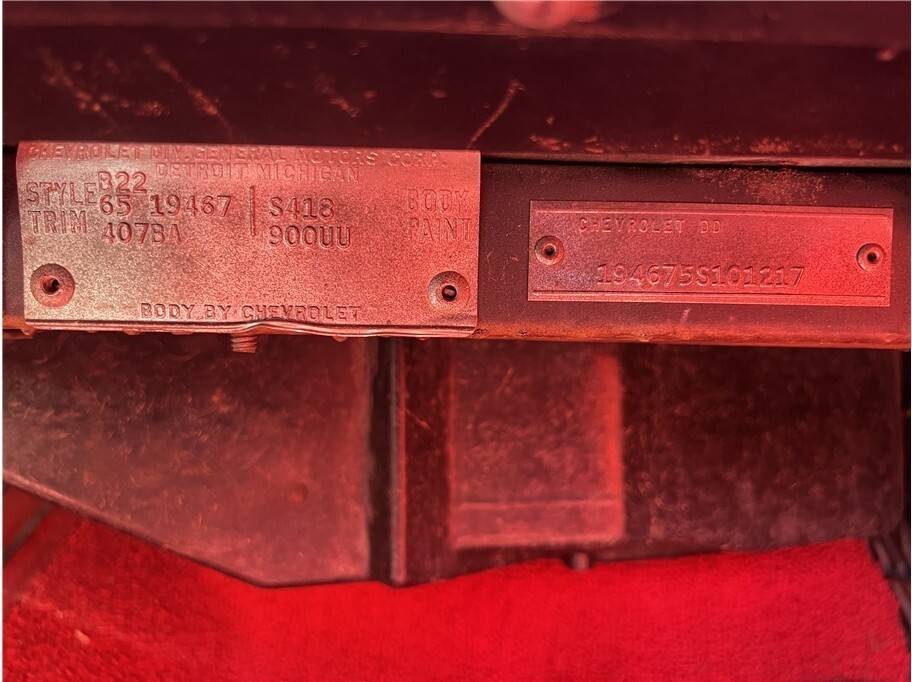 CHEVROLET DIV. GENERAL MOTORS CORP.
DETROIT MICHIGAN
B22
STYLE 65 19467 S418 BODY
TRIM 407BA 900UU PAINT
BODY BY CHEVROLET
CHEVROLET DD
194675S101217